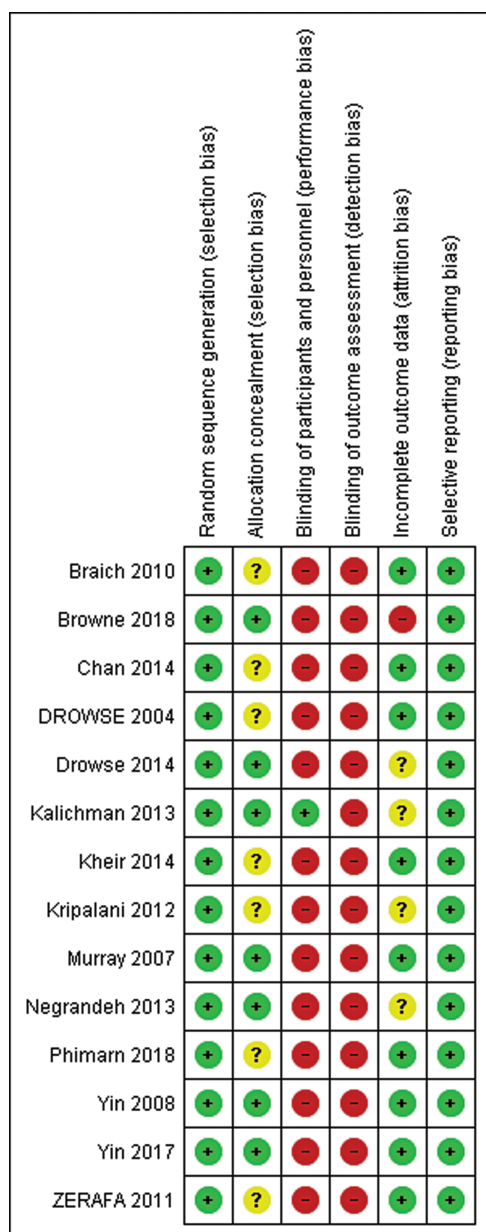 Random sequence generation (selection bias)
Allocation concealment (selection bias)
Blinding of participants and personnel (performance bias)
Blinding of outcome assessment (detection bias)
Incomplete outcome data (attrition bias)
Selective reporting (reporting bias)
Braich 2010 + ? - - + +
Browne 2018 + + - - - +
Chan 2014 + ? - - + +
DROWSE 2004 + ? - - + +
Drowse 2014 + + - - ? +
Kalichman 2013 + + + - ? +
Kheir 2014 + ? - - + +
Kripalani 2012 + ? - - ? +
Murray 2007 + + - - + +
Negrandeh 2013 + + - - ? +
Phimarn 2018 + ? - - + +
Yin 2008 + + - - + +
Yin 2017 + + - - + +
ZERAFA 2011 + ? - - + +